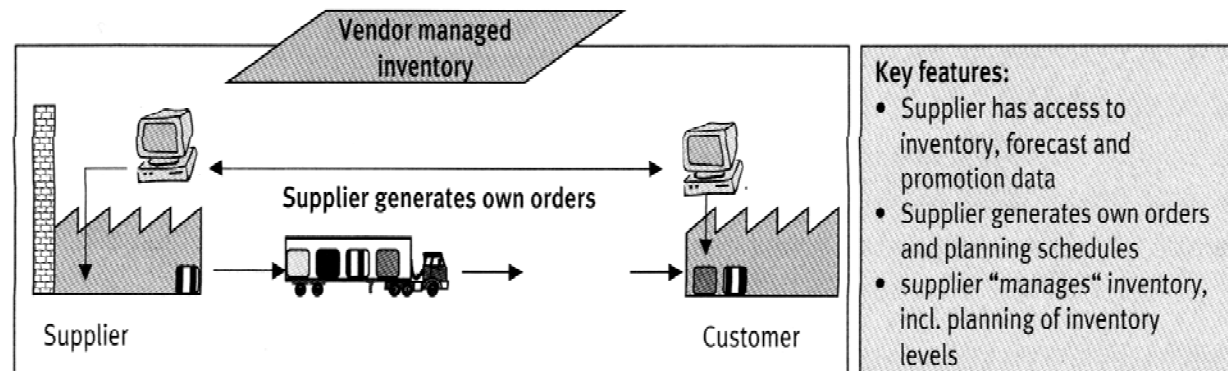 Vendor managed
inventory
Supplier generates own orders
Supplier
Customer
Key features:
• Supplier has access to
inventory, forecast and
promotion data
• Supplier generates own orders
and planning schedules
• supplier “manages“ inventory,
incl. planning of inventory
levels